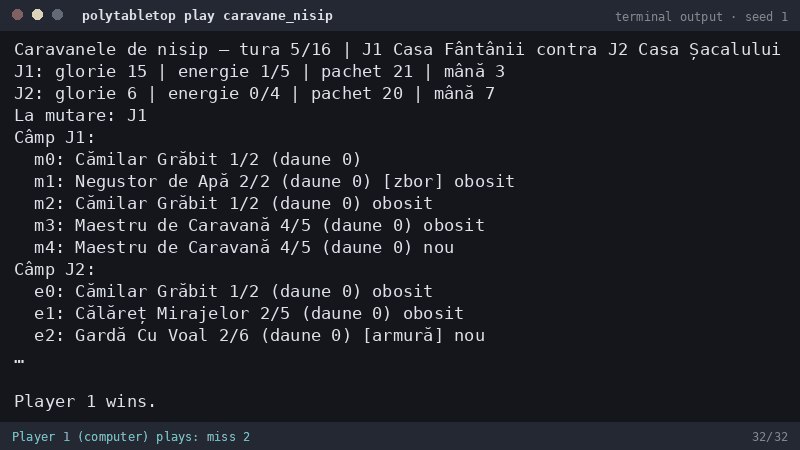 polytabletop play caravane_nisip
terminal output · seed 1
Caravanele de nisip — tura 5/16 | J1 Casa Fântânii contra J2 Casa Șacalului
J1: glorie 15 | energie 1/5 | pachet 21 | mână 3
J2: glorie 6 | energie 0/4 | pachet 20 | mână 7
La mutare: J1
Câmp J1:
m0: Cămilar Grăbit 1/2 (daune 0)
m1: Negustor de Apă 2/2 (daune 0) [zbor] obosit
m2: Cămilar Grăbit 1/2 (daune 0) obosit
m3: Maestru de Caravană 4/5 (daune 0) obosit
m4: Maestru de Caravană 4/5 (daune 0) nou
Câmp J2:
e0: Cămilar Grăbit 1/2 (daune 0) obosit
e1: Călăreț Mirajelor 2/5 (daune 0) obosit
e2: Gardă Cu Voal 2/6 (daune 0) [armură] nou
…
Player 1 wins.
Player 1 (computer) plays: miss 2
32/32